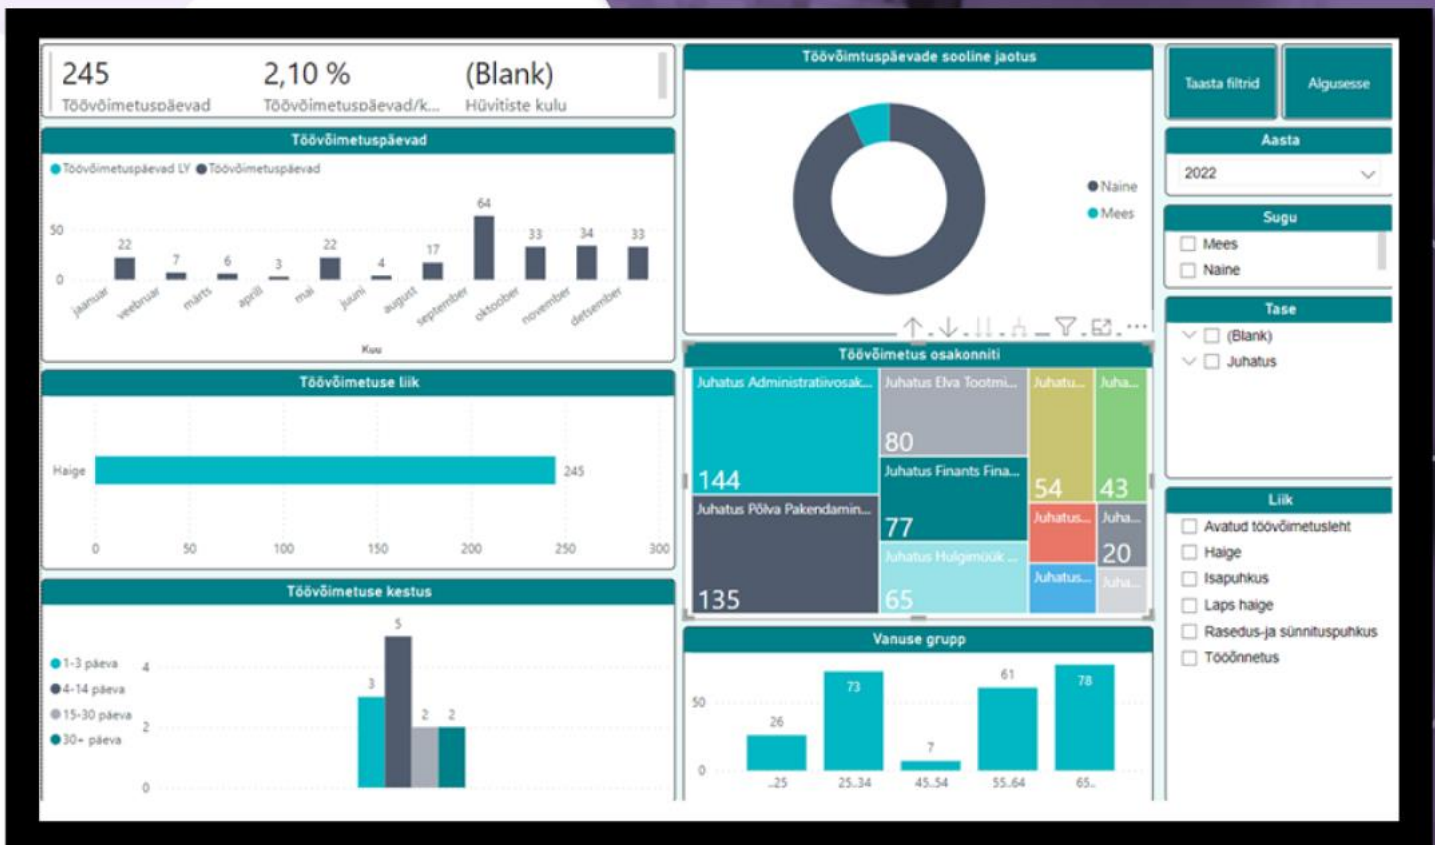 245
2,10 %
(Blank)
Töövõimetuspäevad
Töövõimetuspäevad/k...
Hüvitiste kulu
Töövõimetuspäevad
Töövõimetuspäevad LY
Töövõimetuspäevad
50
0
22
7
6
3
22
4
17
64
33
34
33
jaanuar
veebruar
märts
aprill
mai
juuni
august
september
oktoober
november
detsember
Kuu
Töövõimetuse liik
Haige
245
0
50
100
150
200
250
300
Töövõimetuse kestus
1-3 päeva
4-14 päeva
15-30 päeva
30+ päeva
4
2
0
3
5
2
2
Töövõimtuspäevade sooline jaotus
Naine
Mees
Töövõimetus osakonniti
Juhatus Administratiivosak...
144
Juhatus Põlva Pakendamin...
135
Juhatus Elva Tootmi...
80
Juhatus Finants Fina...
77
Juhatus Hulgimüük ...
65
Juhatu...
54
Juha...
43
Juhatus...
Juha...
20
Juhatus...
Juha...
Vanuse grupp
50
0
26
73
7
61
78
..25
25..34
45..54
55..64
65..
Taasta filtrid
Algusesse
Aasta
2022
Sugu
Mees
Naine
Tase
(Blank)
Juhatus
Liik
Avatud töövõimetusleht
Haige
Isapuhkus
Laps haige
Rasedus-ja sünnituspuhkus
Tööõnnetus